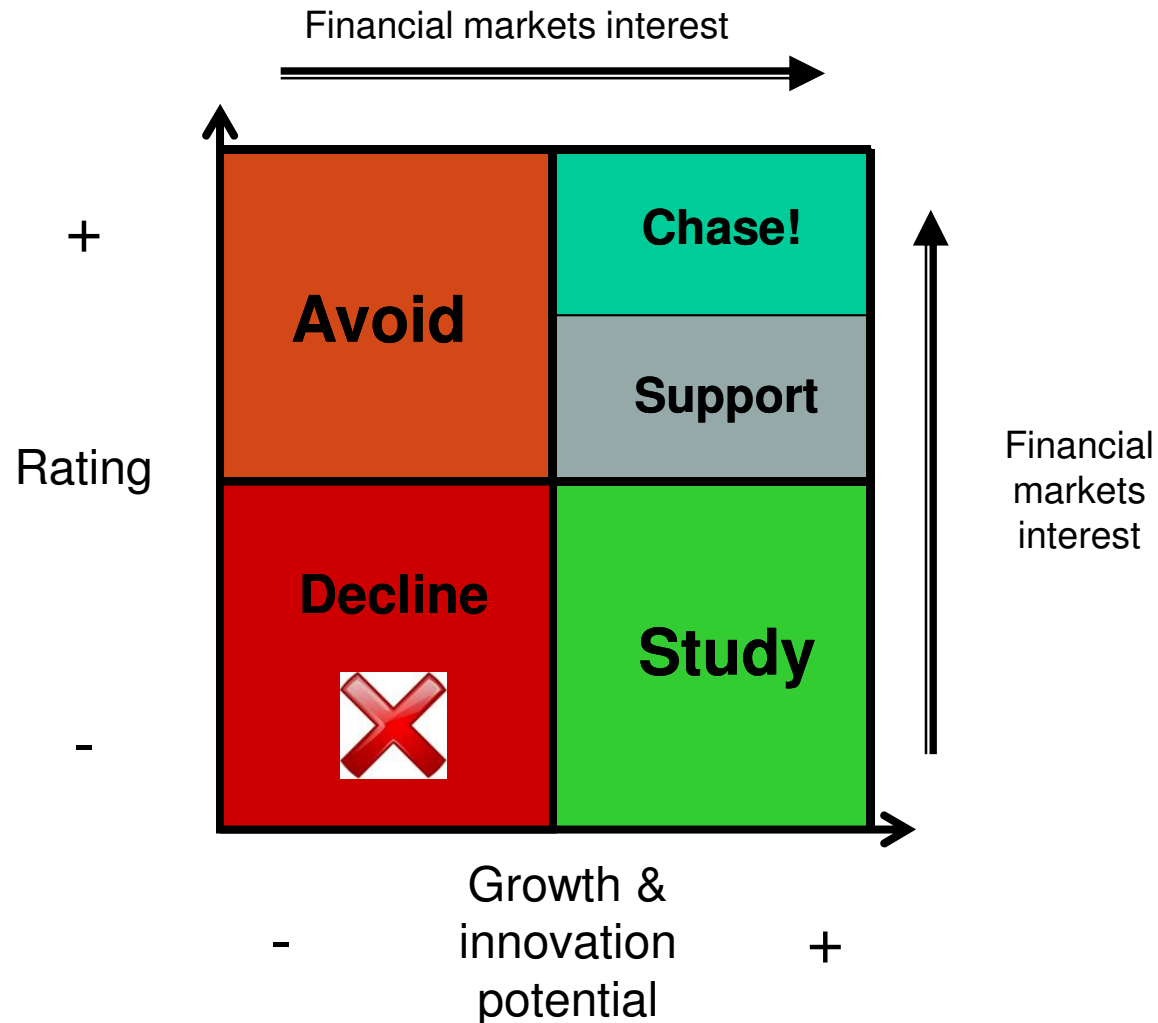 Financial markets interest
+
Chase!
Avoid
Support
Rating
Financial
markets
interest
Decline
Study
-
Growth &
innovation
potential
-
+